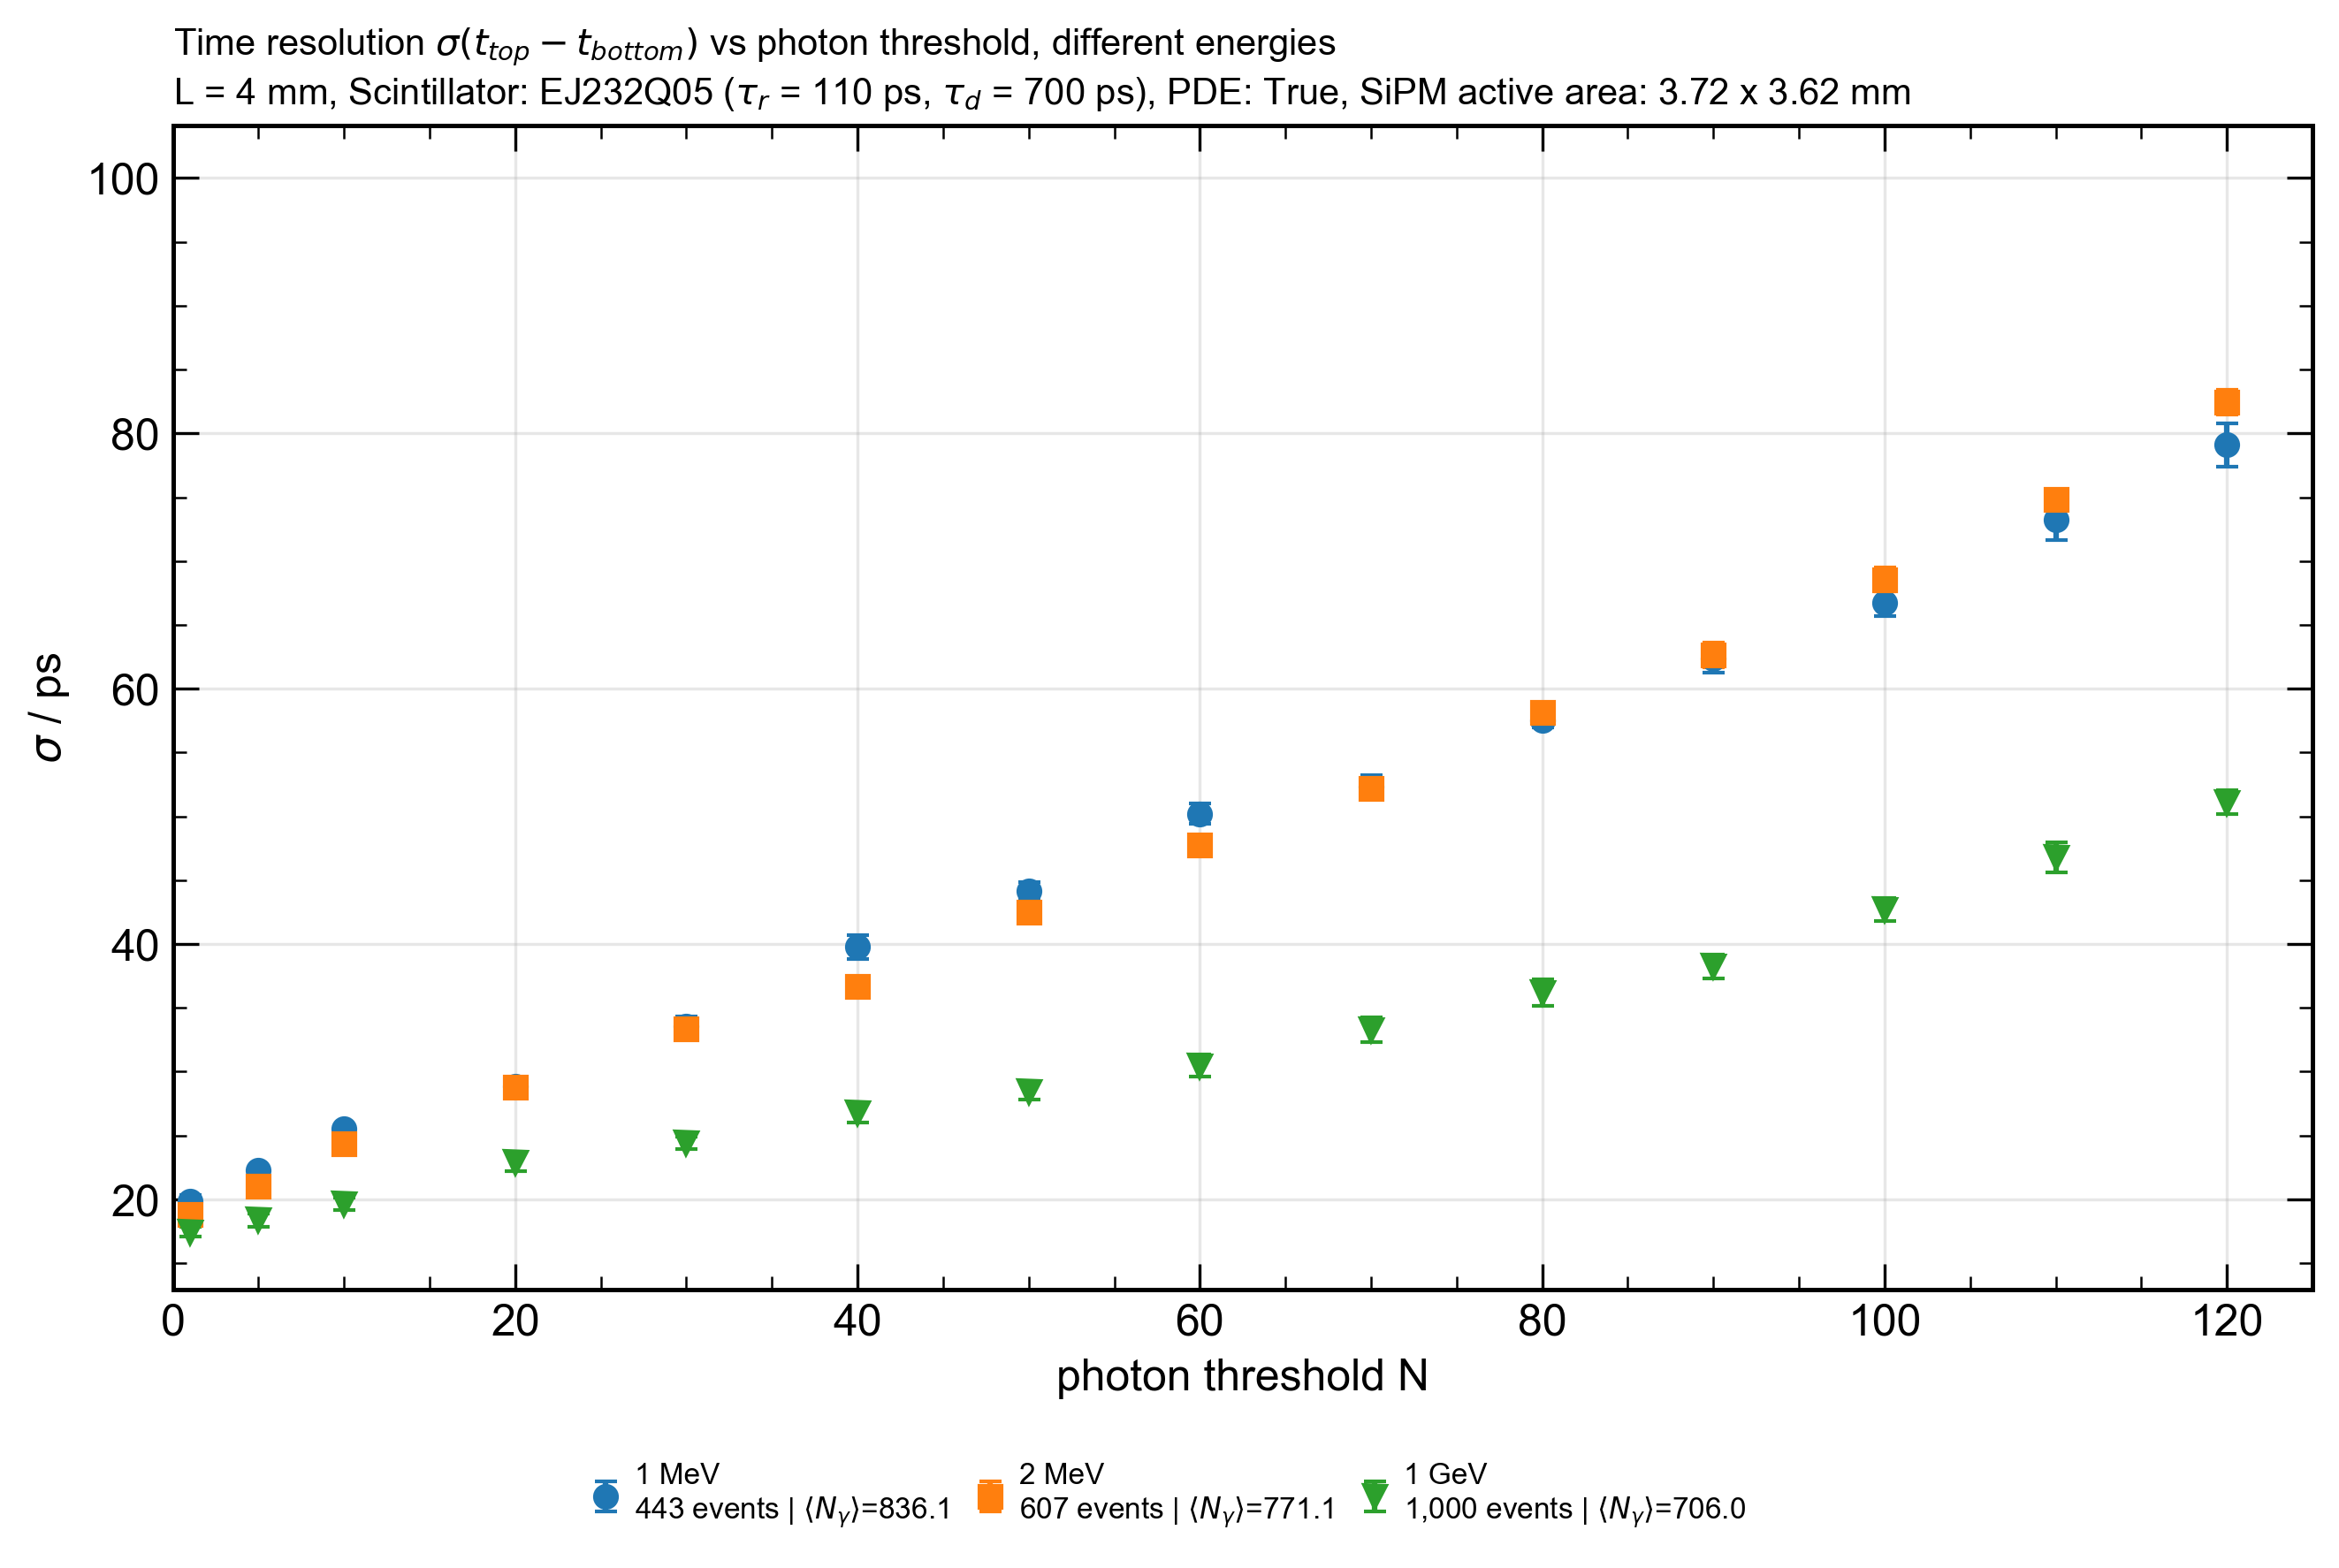 Time resolution σ(t_top − t_bottom) vs photon threshold, different energies
L = 4 mm, Scintillator: EJ232Q05 (τ_r = 110 ps, τ_d = 700 ps), PDE: True, SiPM active area: 3.72 x 3.62 mm
100
80
60
40
20
σ / ps
0 20 40 60 80 100 120
photon threshold N
1 MeV
443 events | ⟨N_γ⟩=836.1
2 MeV
607 events | ⟨N_γ⟩=771.1
1 GeV
1,000 events | ⟨N_γ⟩=706.0